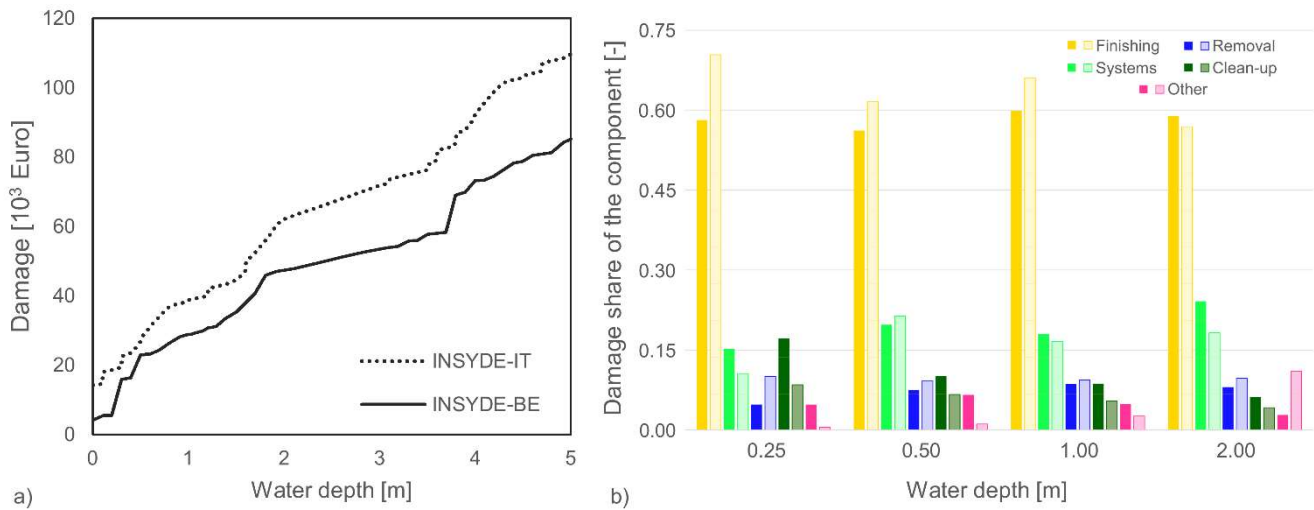 120
100
80
60
40
20
0
Damage [10³ Euro]
INSYDE-IT
INSYDE-BE
0 1 2 3 4 5
Water depth [m]
a)
0.75
0.60
0.45
0.30
0.15
0.00
Damage share of the component [-]
Finishing Removal
Systems Clean-up
Other
0.25 0.50 1.00 2.00
Water depth [m]
b)